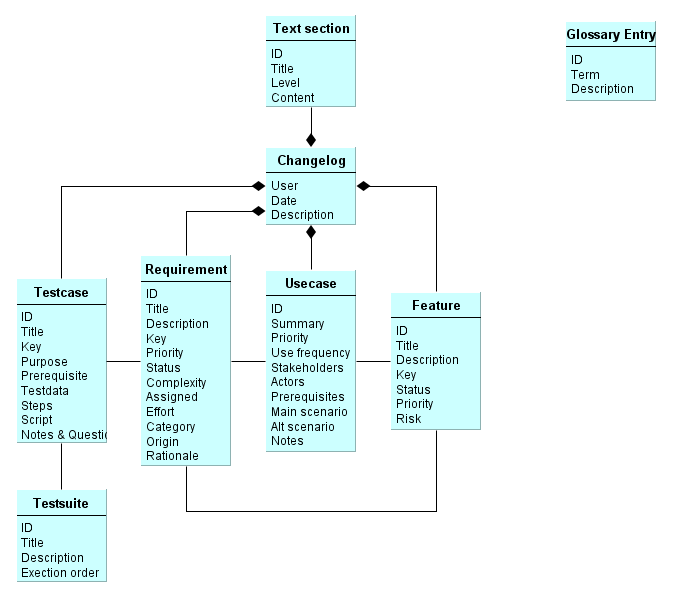 Text section
ID
Title
Level
Content
Glossary Entry
ID
Term
Description
Changelog
User
Date
Description
Testcase
ID
Title
Key
Purpose
Prerequisite
Testdata
Steps
Script
Notes & Questic
Requirement
ID
Title
Description
Key
Priority
Status
Complexity
Assigned
Effort
Category
Origin
Rationale
Usecase
ID
Summary
Priority
Use frequency
Stakeholders
Actors
Prerequisites
Main scenario
Alt scenario
Notes
Feature
ID
Title
Description
Key
Status
Priority
Risk
Testsuite
ID
Title
Description
Exection order